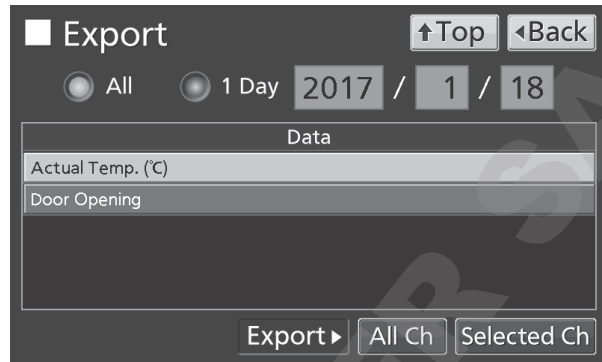 Export ↑Top ◂Back
All 1 Day 2017 / 1 / 18
Data
Actual Temp. (℃)
Door Opening
Export▸ All Ch Selected Ch